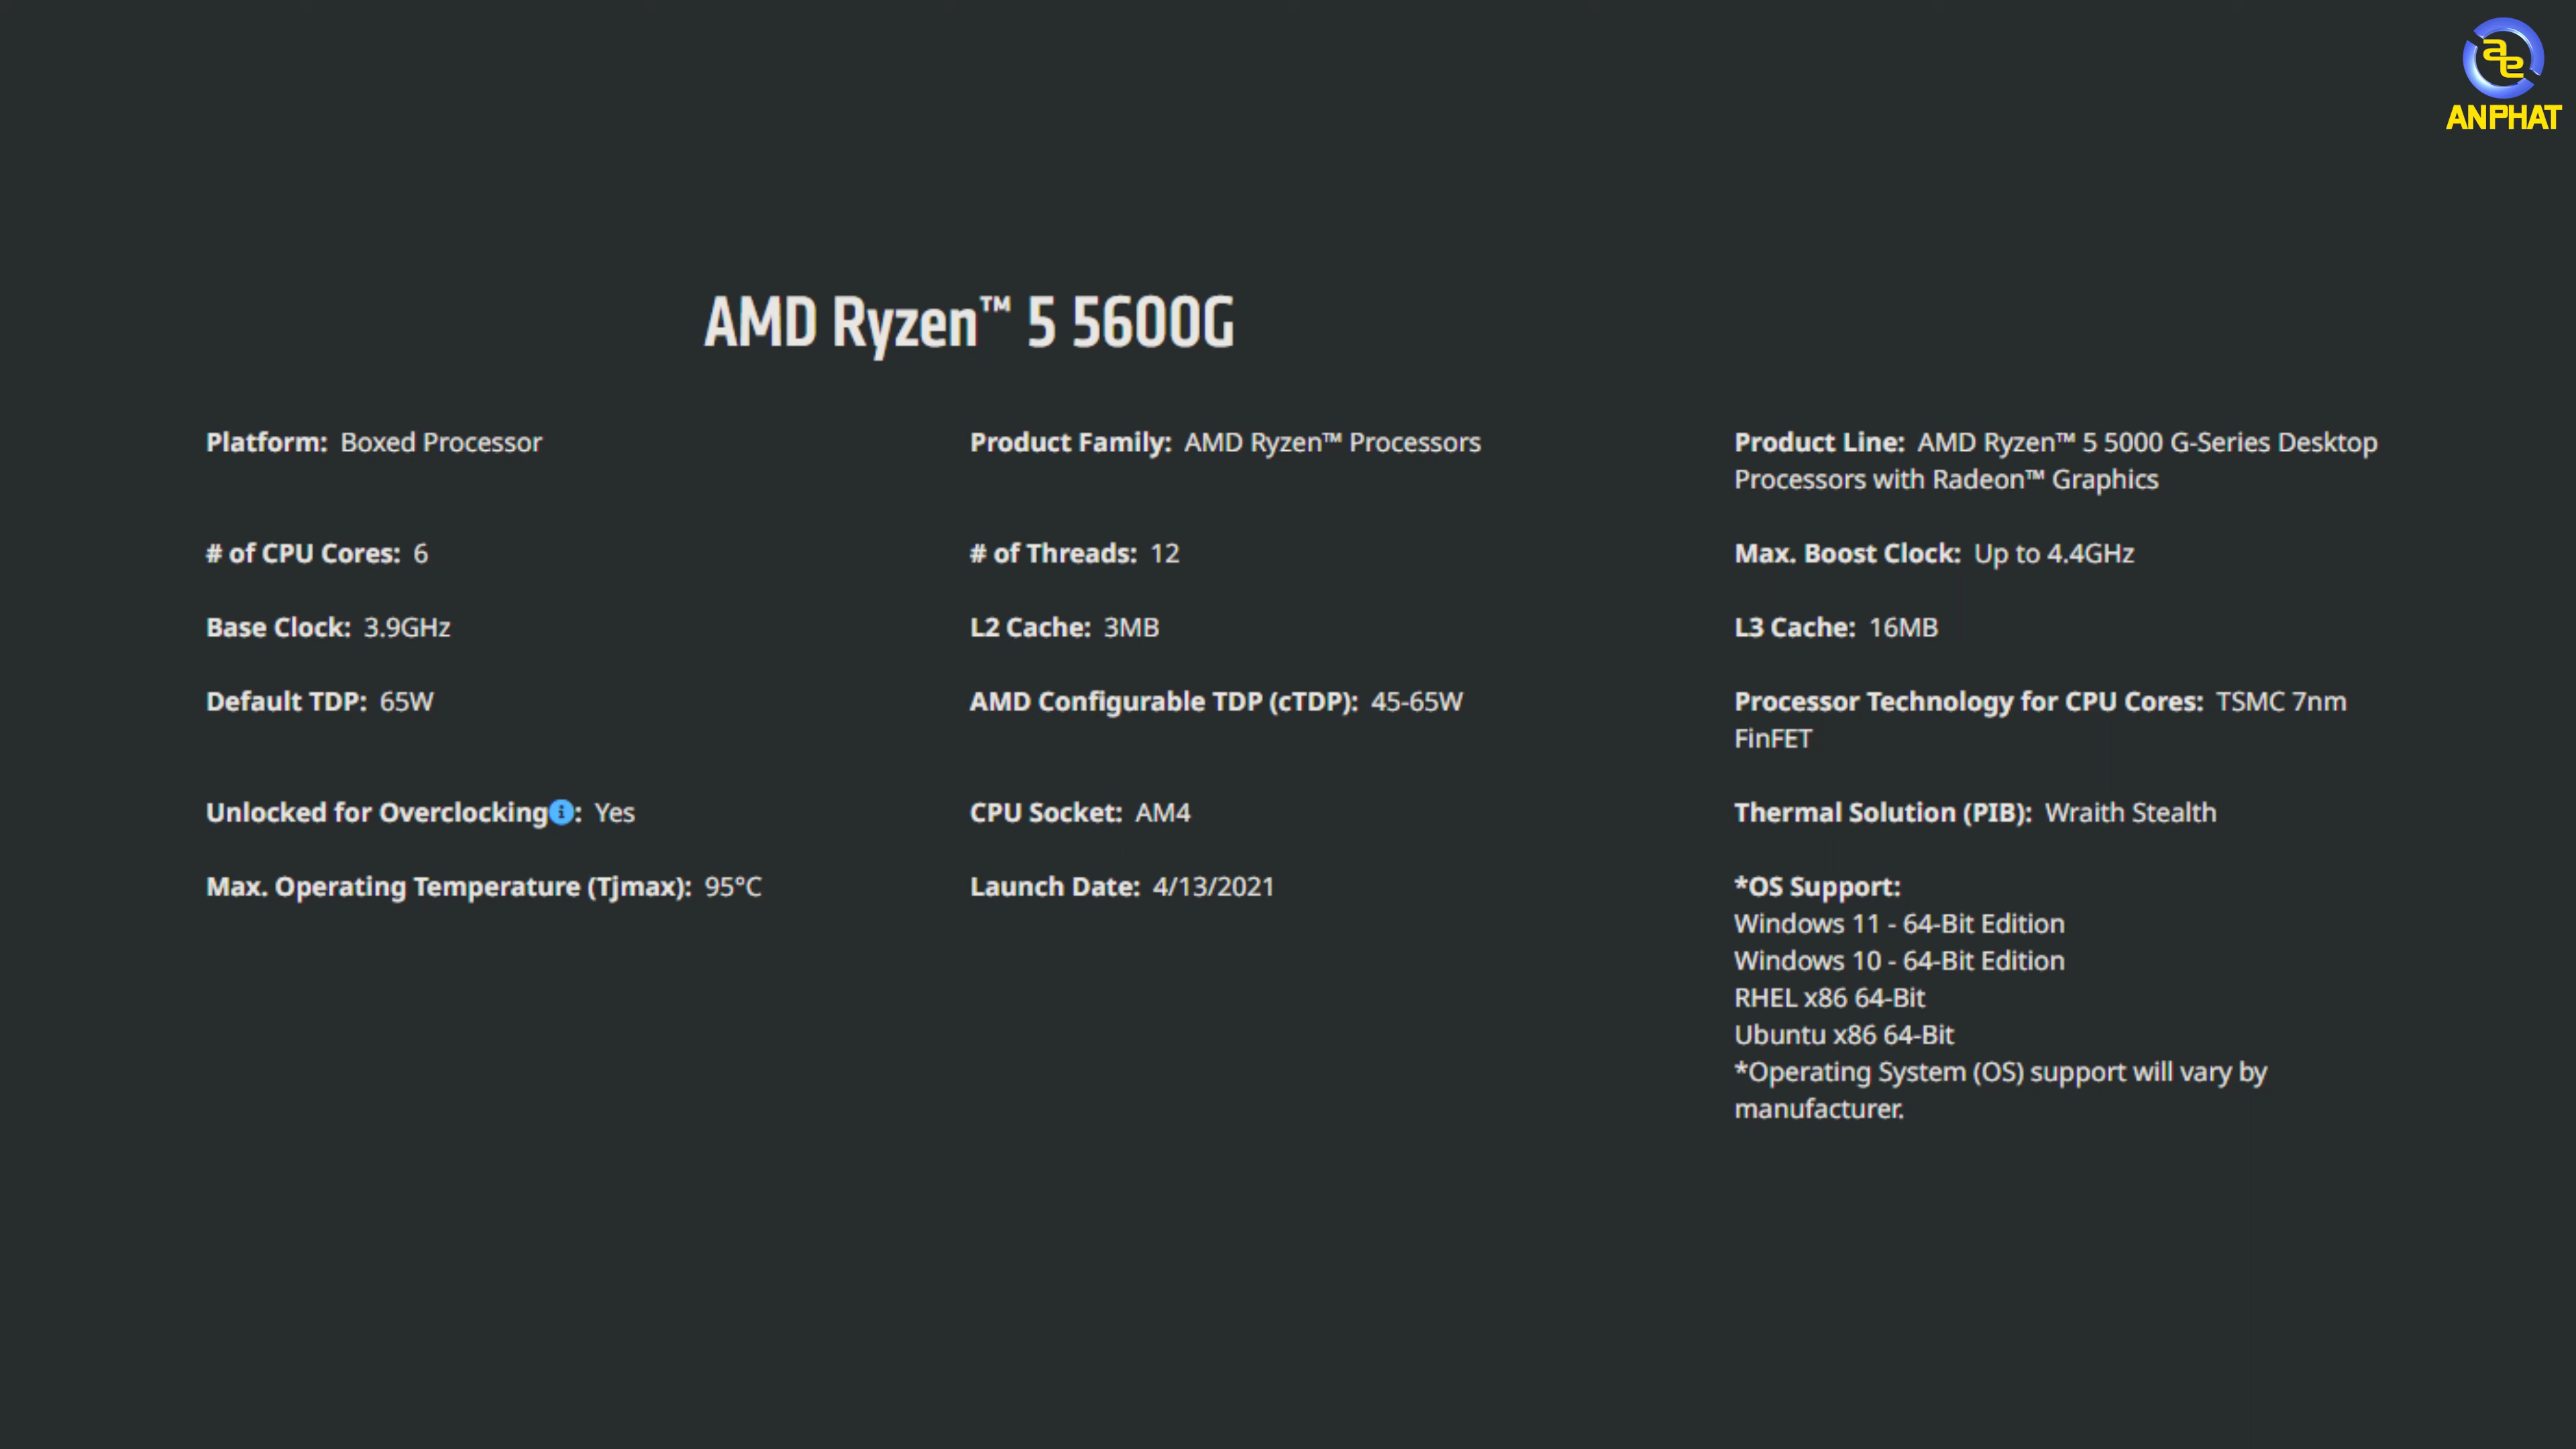 ae
ANPHAT
AMD Ryzen™ 5 5600G
Platform: Boxed Processor
Product Family: AMD Ryzen™ Processors
Product Line: AMD Ryzen™ 5 5000 G-Series Desktop
Processors with Radeon™ Graphics
# of CPU Cores: 6
# of Threads: 12
Max. Boost Clock: Up to 4.4GHz
Base Clock: 3.9GHz
L2 Cache: 3MB
L3 Cache: 16MB
Default TDP: 65W
AMD Configurable TDP (cTDP): 45-65W
Processor Technology for CPU Cores: TSMC 7nm
FinFET
Unlocked for Overclockingi: Yes
CPU Socket: AM4
Thermal Solution (PIB): Wraith Stealth
Max. Operating Temperature (Tjmax): 95°C
Launch Date: 4/13/2021
*OS Support:
Windows 11 - 64-Bit Edition
Windows 10 - 64-Bit Edition
RHEL x86 64-Bit
Ubuntu x86 64-Bit
*Operating System (OS) support will vary by
manufacturer.